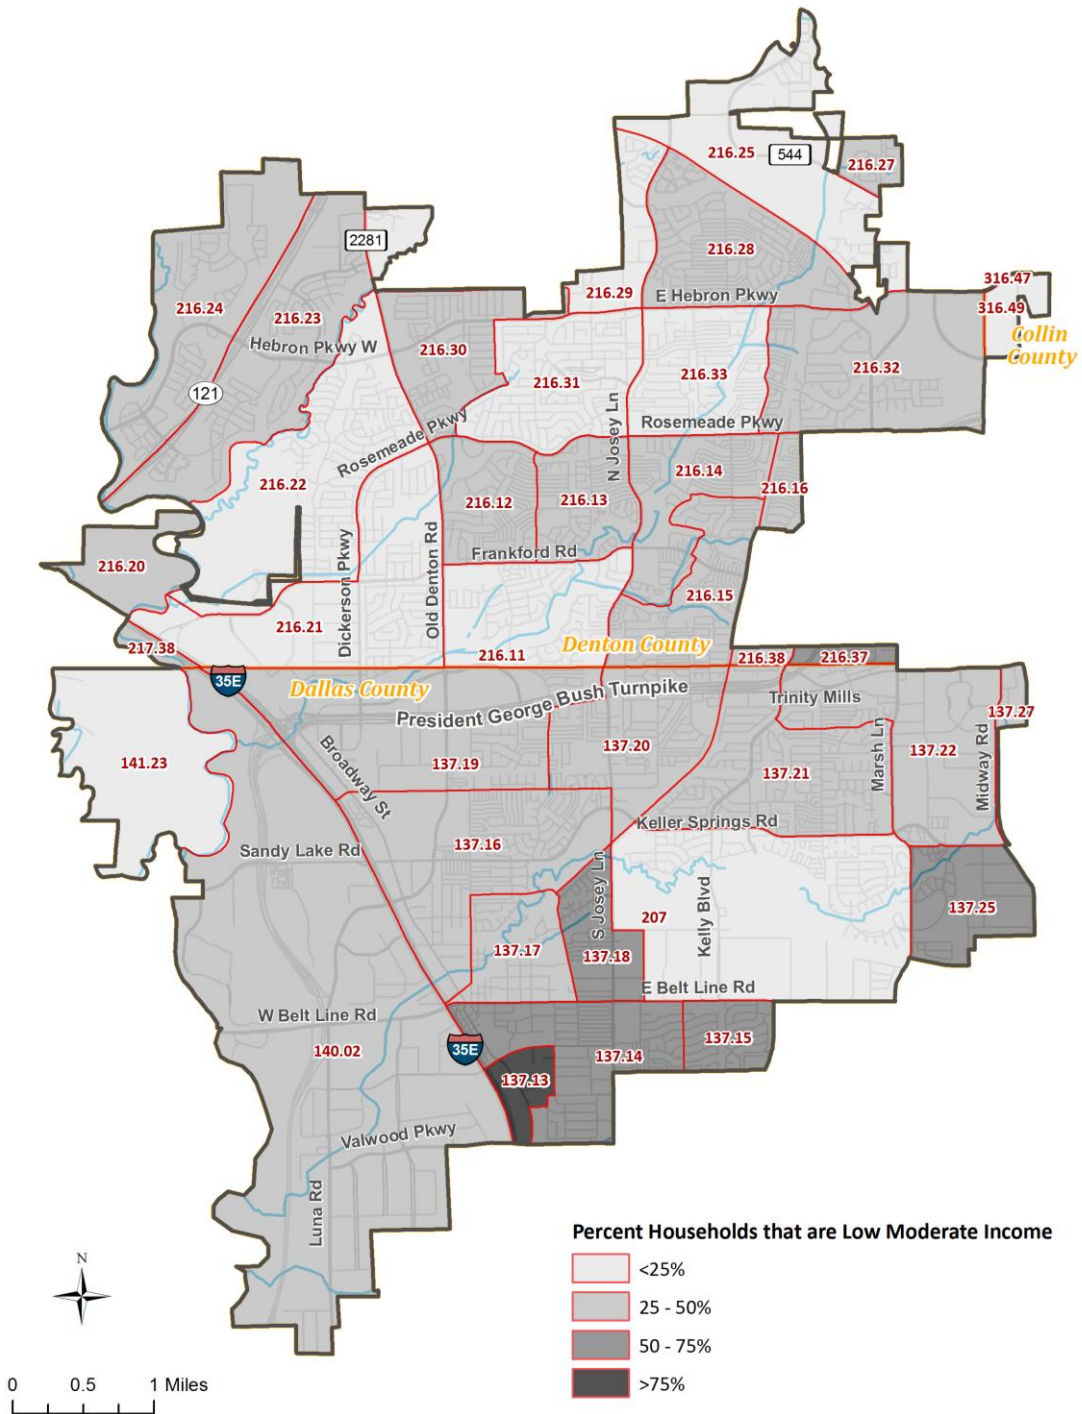 216.25
544
216.27
2281
216.28
216.24
216.23
216.29
E Hebron Pkwy
316.47
316.49
Hebron Pkwy W
216.30
Collin
County
121
216.31
216.33
216.32
N Josey Ln
Rosemeade Pkwy
Rosemeade Pkwy
216.22
216.12
216.13
216.14
216.16
Dickerson Pkwy
Old Denton Rd
Frankford Rd
216.20
216.15
216.21
217.38
216.11
Denton County
216.38
216.37
35E
Dallas County
President George Bush Turnpike
Trinity Mills
137.27
141.23
Broadway St
137.19
137.20
137.21
Marsh Ln
137.22
Midway Rd
Keller Springs Rd
Sandy Lake Rd
137.16
S Josey Ln
207
Kelly Blvd
137.25
137.17
137.18
E Belt Line Rd
W Belt Line Rd
140.02
35E
137.14
137.15
137.13
Valwood Pkwy
Luna Rd
Percent Households that are Low Moderate Income
<25%
25 - 50%
50 - 75%
>75%
N
0 0.5 1 Miles